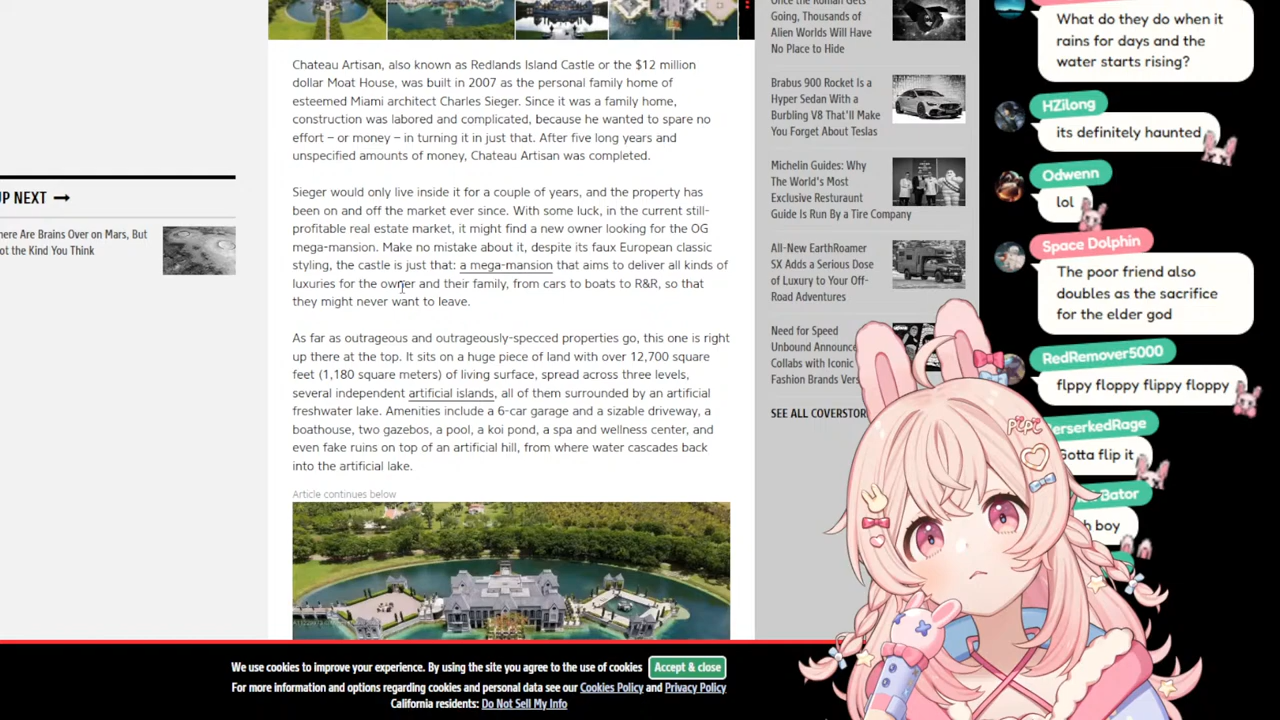 Chateau Artisan, also known as Redlands Island Castle or the $12 million
dollar Moat House, was built in 2007 as the personal family home of
esteemed Miami architect Charles Sieger. Since it was a family home,
construction was labored and complicated, because he wanted to spare no
effort – or money – in turning it in just that. After five long years and
unspecified amounts of money, Chateau Artisan was completed.
Sieger would only live inside it for a couple of years, and the property has
been on and off the market ever since. With some luck, in the current still-
profitable real estate market, it might find a new owner looking for the OG
mega-mansion. Make no mistake about it, despite its faux European classic
styling, the castle is just that: a mega-mansion that aims to deliver all kinds of
luxuries for the owner and their family, from cars to boats to R&R, so that
they might never want to leave.
As far as outrageous and outrageously-specced properties go, this one is right
up there at the top. It sits on a huge piece of land with over 12,700 square
feet (1,180 square meters) of living surface, spread across three levels,
several independent artificial islands, all of them surrounded by an artificial
freshwater lake. Amenities include a 6-car garage and a sizable driveway, a
boathouse, two gazebos, a pool, a koi pond, a spa and wellness center, and
even fake ruins on top of an artificial hill, from where water cascades back
into the artificial lake.
Article continues below
UP NEXT →
here Are Brains Over on Mars, But
ot the Kind You Think
Once the Roman Gets
Going, Thousands of
Alien Worlds Will Have
No Place to Hide
Brabus 900 Rocket Is a
Hyper Sedan With a
Burbling V8 That'll Make
You Forget About Teslas
Michelin Guides: Why
The World's Most
Exclusive Resturaunt
Guide Is Run By a Tire Company
All-New EarthRoamer
SX Adds a Serious Dose
of Luxury to Your Off-
Road Adventures
Need for Speed
Unbound Announce
Collabs with Iconic
Fashion Brands Vers
SEE ALL COVERSTOR
What do they do when it
rains for days and the
water starts rising?
HZilong
its definitely haunted
Odwenn
lol
Space Dolphin
The poor friend also
doubles as the sacrifice
for the elder god
RedRemover5000
flppy floppy flippy floppy
erserkedRage
Gotta flip it
Bator
h boy
pipi
We use cookies to improve your experience. By using the site you agree to the use of cookies
Accept & close
For more information and options regarding cookies and personal data see our Cookies Policy and Privacy Policy
California residents: Do Not Sell My Info